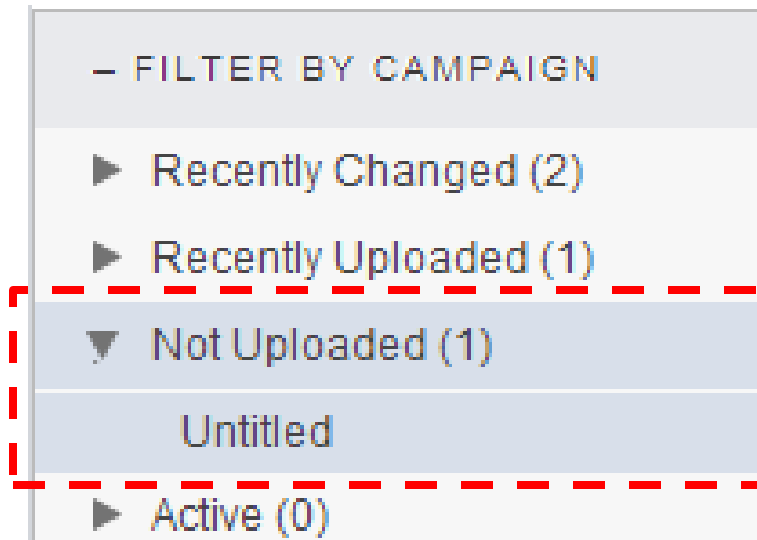 – FILTER BY CAMPAIGN
Recently Changed (2)
Recently Uploaded (1)
Not Uploaded (1)
Untitled
Active (0)